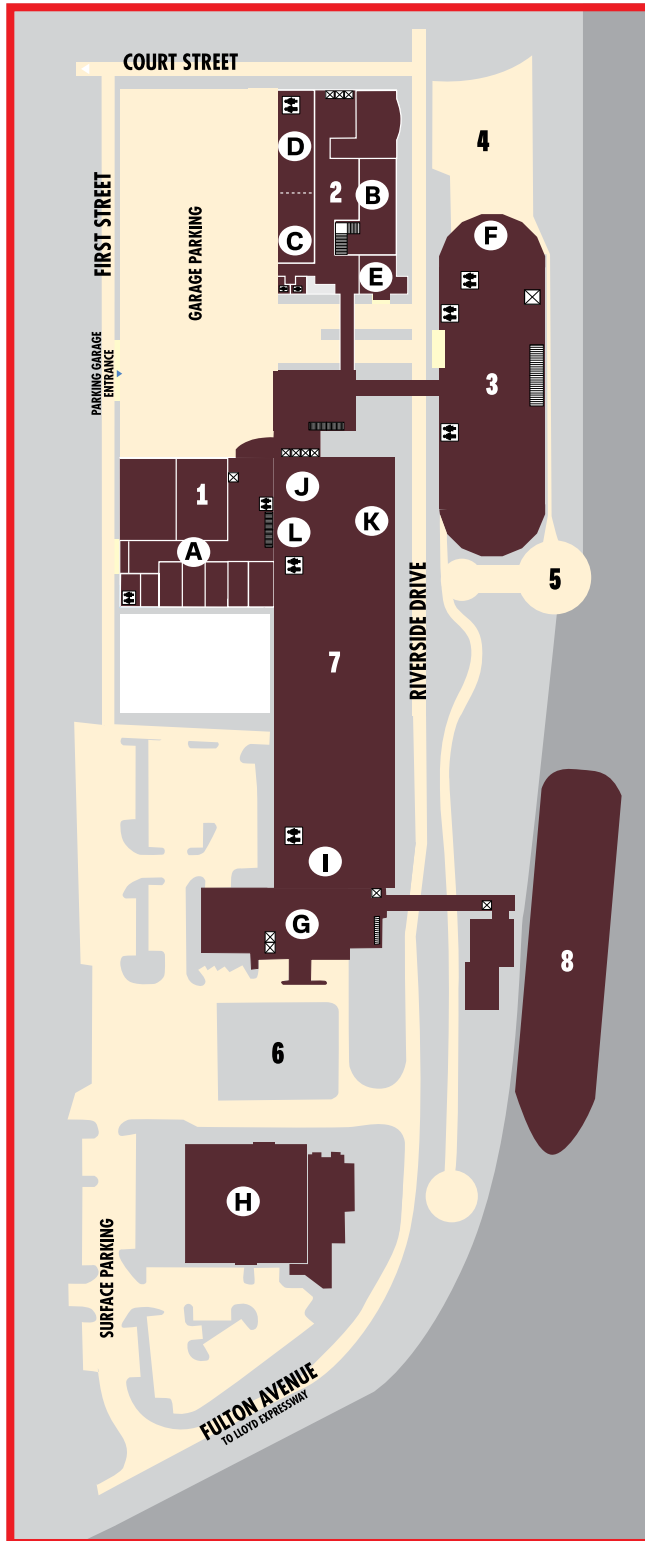 COURT STREET
4
FIRST STREET
D
2
B
GARAGE PARKING
C
F
E
PARKING GARAGE
ENTRANCE
3
1
J
K
L
A
5
RIVERSIDE DRIVE
7
I
G
8
6
H
SURFACE PARKING
FULTON AVENUE
TO LLOYD EXPRESSWAY